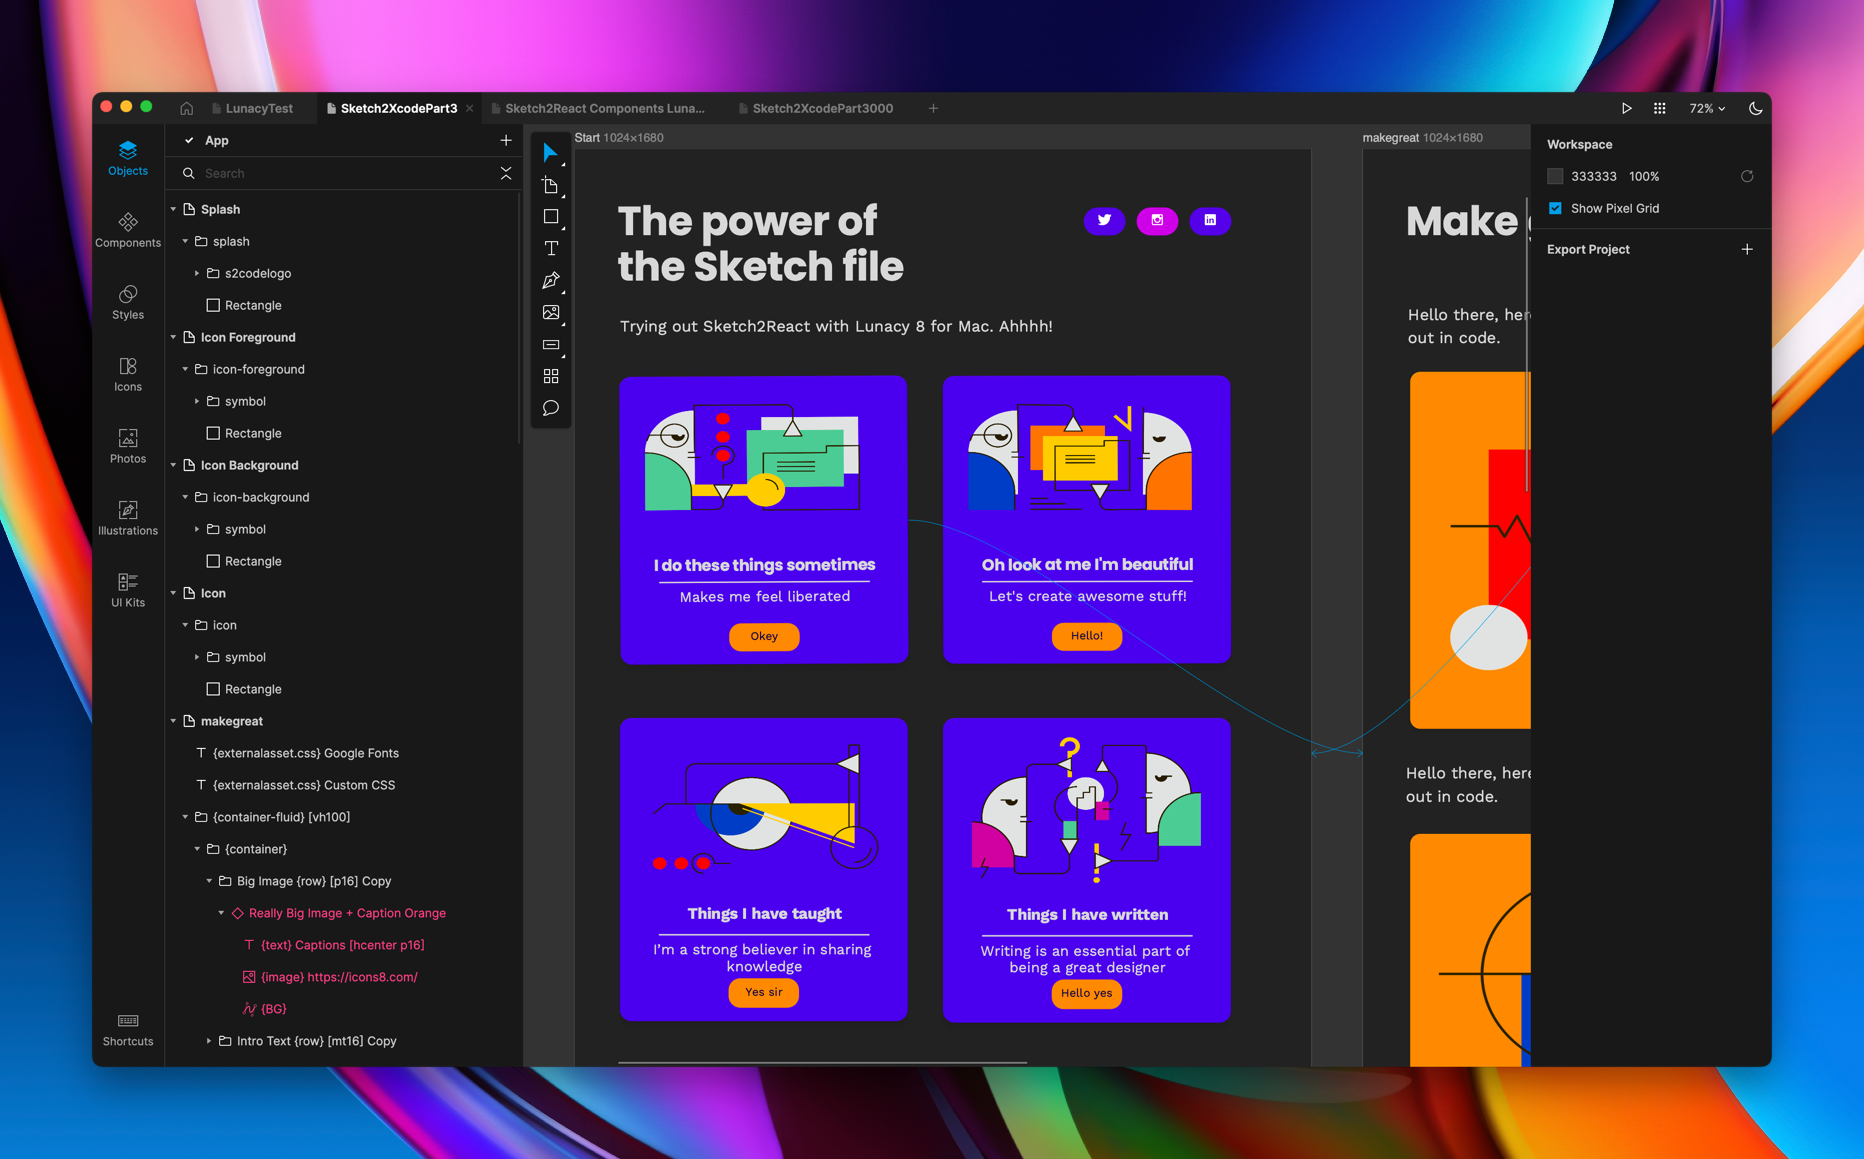 LunacyTest
Sketch2XcodePart3
Sketch2React Components Luna...
Sketch2XcodePart3000
72%
Objects
Components
Styles
Icons
Photos
Illustrations
UI Kits
Shortcuts
App
Search
Splash
splash
s2codelogo
Rectangle
Icon Foreground
icon-foreground
symbol
Rectangle
Icon Background
icon-background
symbol
Rectangle
Icon
icon
symbol
Rectangle
makegreat
{externalasset.css} Google Fonts
{externalasset.css} Custom CSS
{container-fluid} [vh100]
{container}
Big Image {row} [p16] Copy
Really Big Image + Caption Orange
{text} Captions [hcenter p16]
{image} https://icons8.com/
{BG}
Intro Text {row} [mt16] Copy
Start 1024×1680
The power of
the Sketch file
Trying out Sketch2React with Lunacy 8 for Mac. Ahhhh!
I do these things sometimes
Makes me feel liberated
Okey
Oh look at me I'm beautiful
Let's create awesome stuff!
Hello!
Things I have taught
I'm a strong believer in sharing
knowledge
Yes sir
Things I have written
Writing is an essential part of
being a great designer
Hello yes
makegreat 1024×1680
Make
Hello there, her
out in code.
Hello there, here
out in code.
Workspace
333333 100%
Show Pixel Grid
Export Project